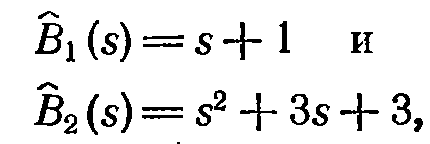 B̂₁(s) = s + 1 и
B̂₂(s) = s² + 3s + 3,